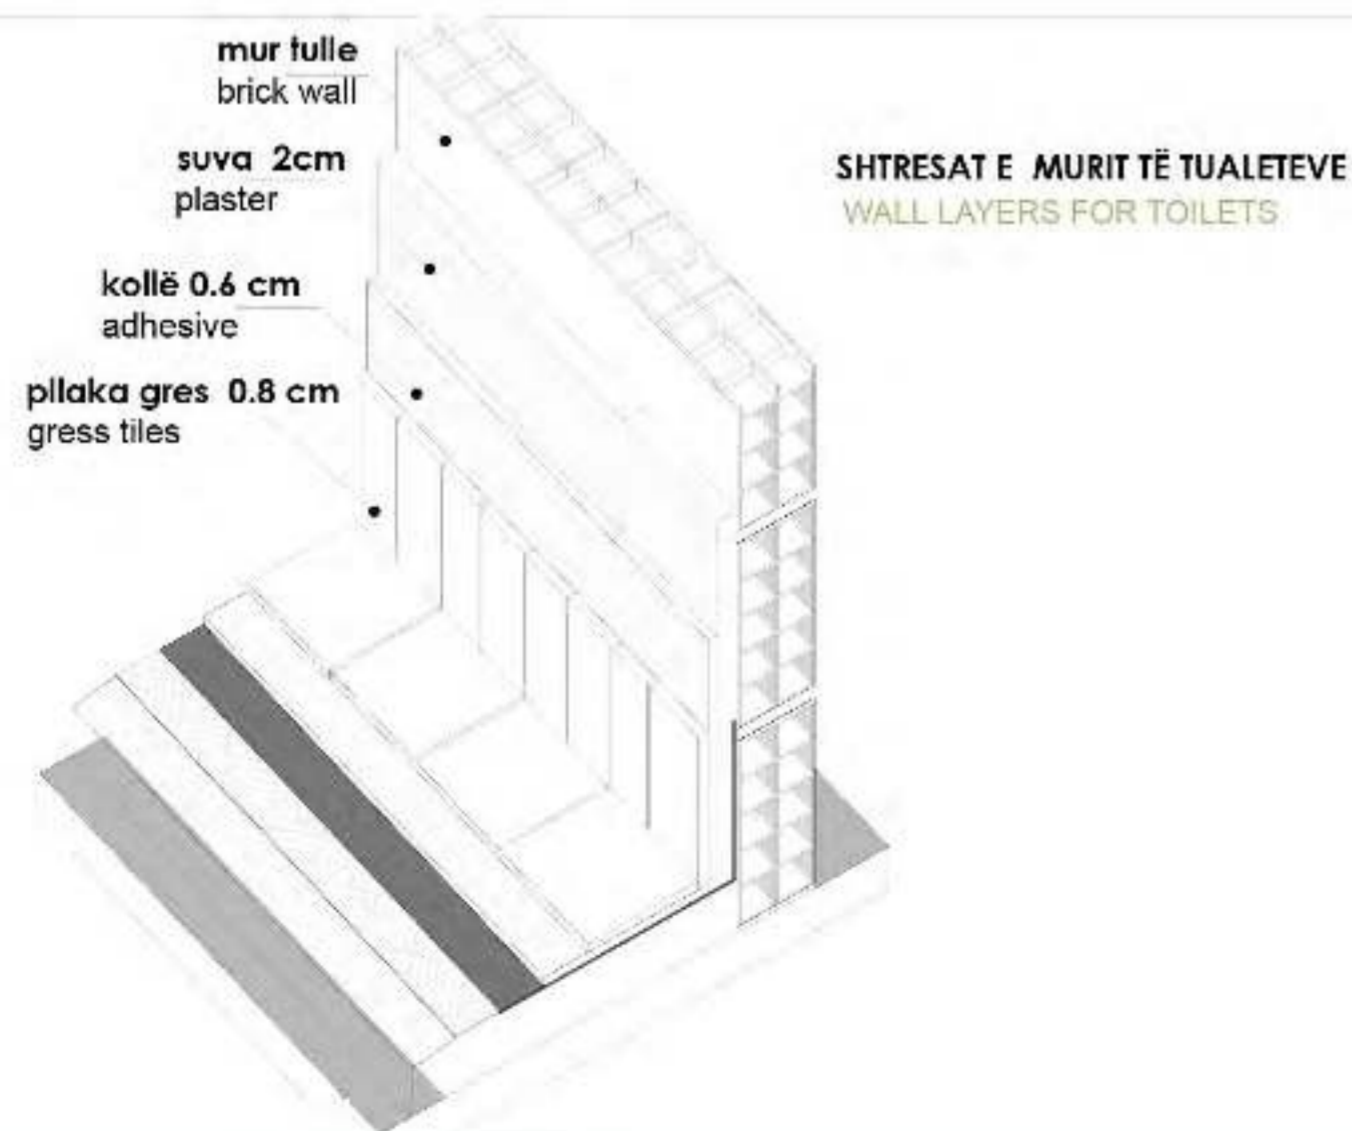 mur tulle
brick wall
suva 2cm
plaster
kollë 0.6 cm
adhesive
pllaka gres 0.8 cm
gress tiles
SHTRESAT E MURIT TË TUALETEVE
WALL LAYERS FOR TOILETS